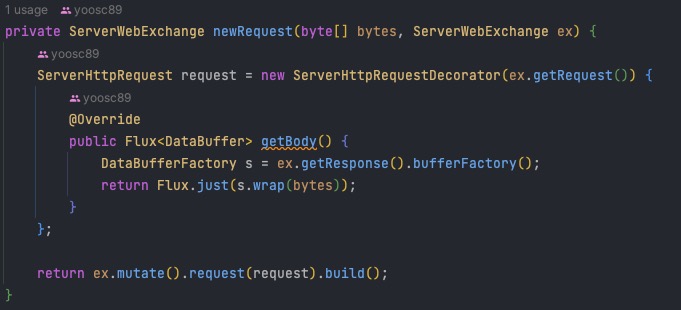 1 usage yoosc89
private ServerWebExchange newRequest(byte[] bytes, ServerWebExchange ex) {
yoosc89
    ServerHttpRequest request = new ServerHttpRequestDecorator(ex.getRequest()) {
yoosc89
        @Override
        public Flux<DataBuffer> getBody() {
            DataBufferFactory s = ex.getResponse().bufferFactory();
            return Flux.just(s.wrap(bytes));
        }
    };
    return ex.mutate().request(request).build();
}